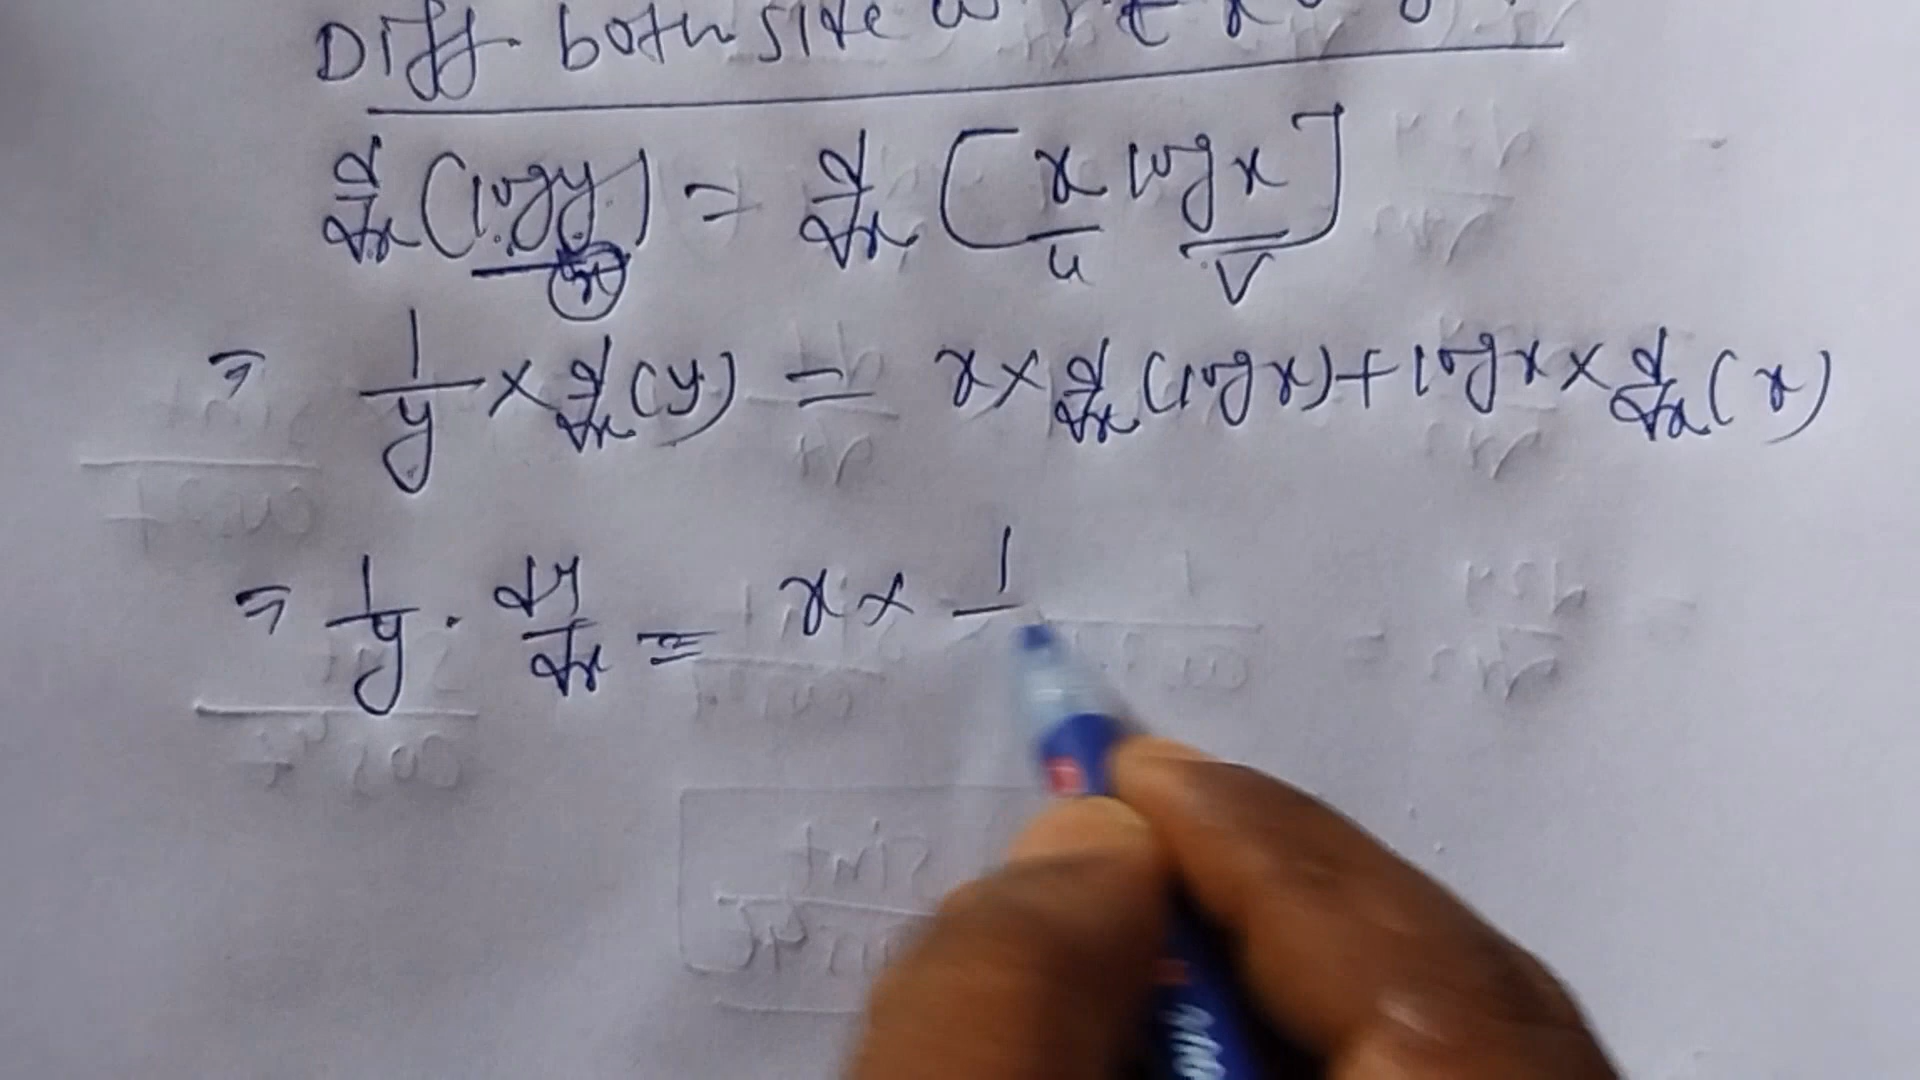 Diff. both side w.r.t x
d/dx (log y) = d/dx [x log x]
x u v
⇒ 1/y × d/dx (y) = x × d/dx (log x) + log x × d/dx (x)
⇒ 1/y . dy/dx = x × 1/